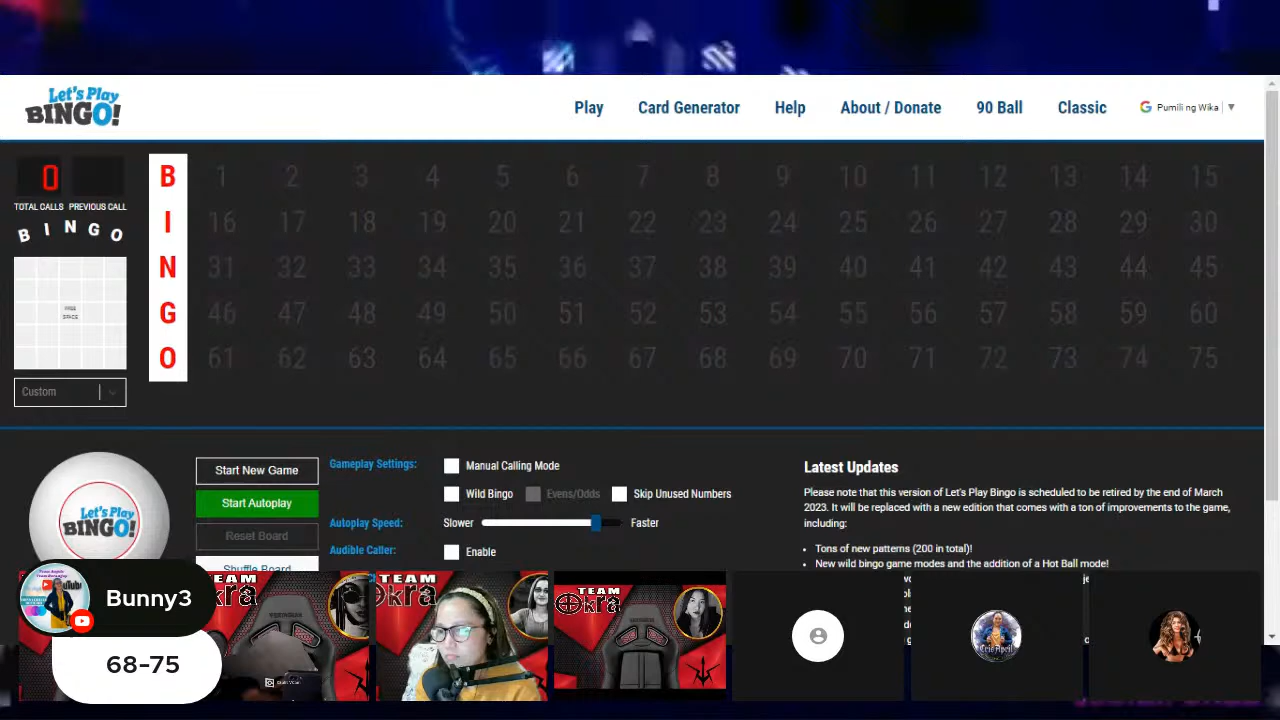 Let's Play
BINGO!
Play
Card Generator
Help
About / Donate
90 Ball
Classic
G Pumili ng Wika ▼
0
TOTAL CALLS
PREVIOUS CALL
B I N G O
FREE
SPACE
Custom
B 1 2 3 4 5 6 7 8 9 10 11 12 13 14 15
I 16 17 18 19 20 21 22 23 24 25 26 27 28 29 30
N 31 32 33 34 35 36 37 38 39 40 41 42 43 44 45
G 46 47 48 49 50 51 52 53 54 55 56 57 58 59 60
O 61 62 63 64 65 66 67 68 69 70 71 72 73 74 75
Let's Play
BINGO!
Start New Game
Start Autoplay
Reset Board
Shuffle Board
Gameplay Settings:
Manual Calling Mode
Wild Bingo
Evens/Odds
Skip Unused Numbers
Autoplay Speed:
Slower
Faster
Audible Caller:
Enable
Latest Updates
Please note that this version of Let's Play Bingo is scheduled to be retired by the end of March
2023. It will be replaced with a new edition that comes with a ton of improvements to the game,
including:
• Tons of new patterns (200 in total)!
• New wild bingo game modes and the addition of a Hot Ball mode!
Bunny3
68-75
TEAM
kra
TEAM
Okra
TEAM
Okra